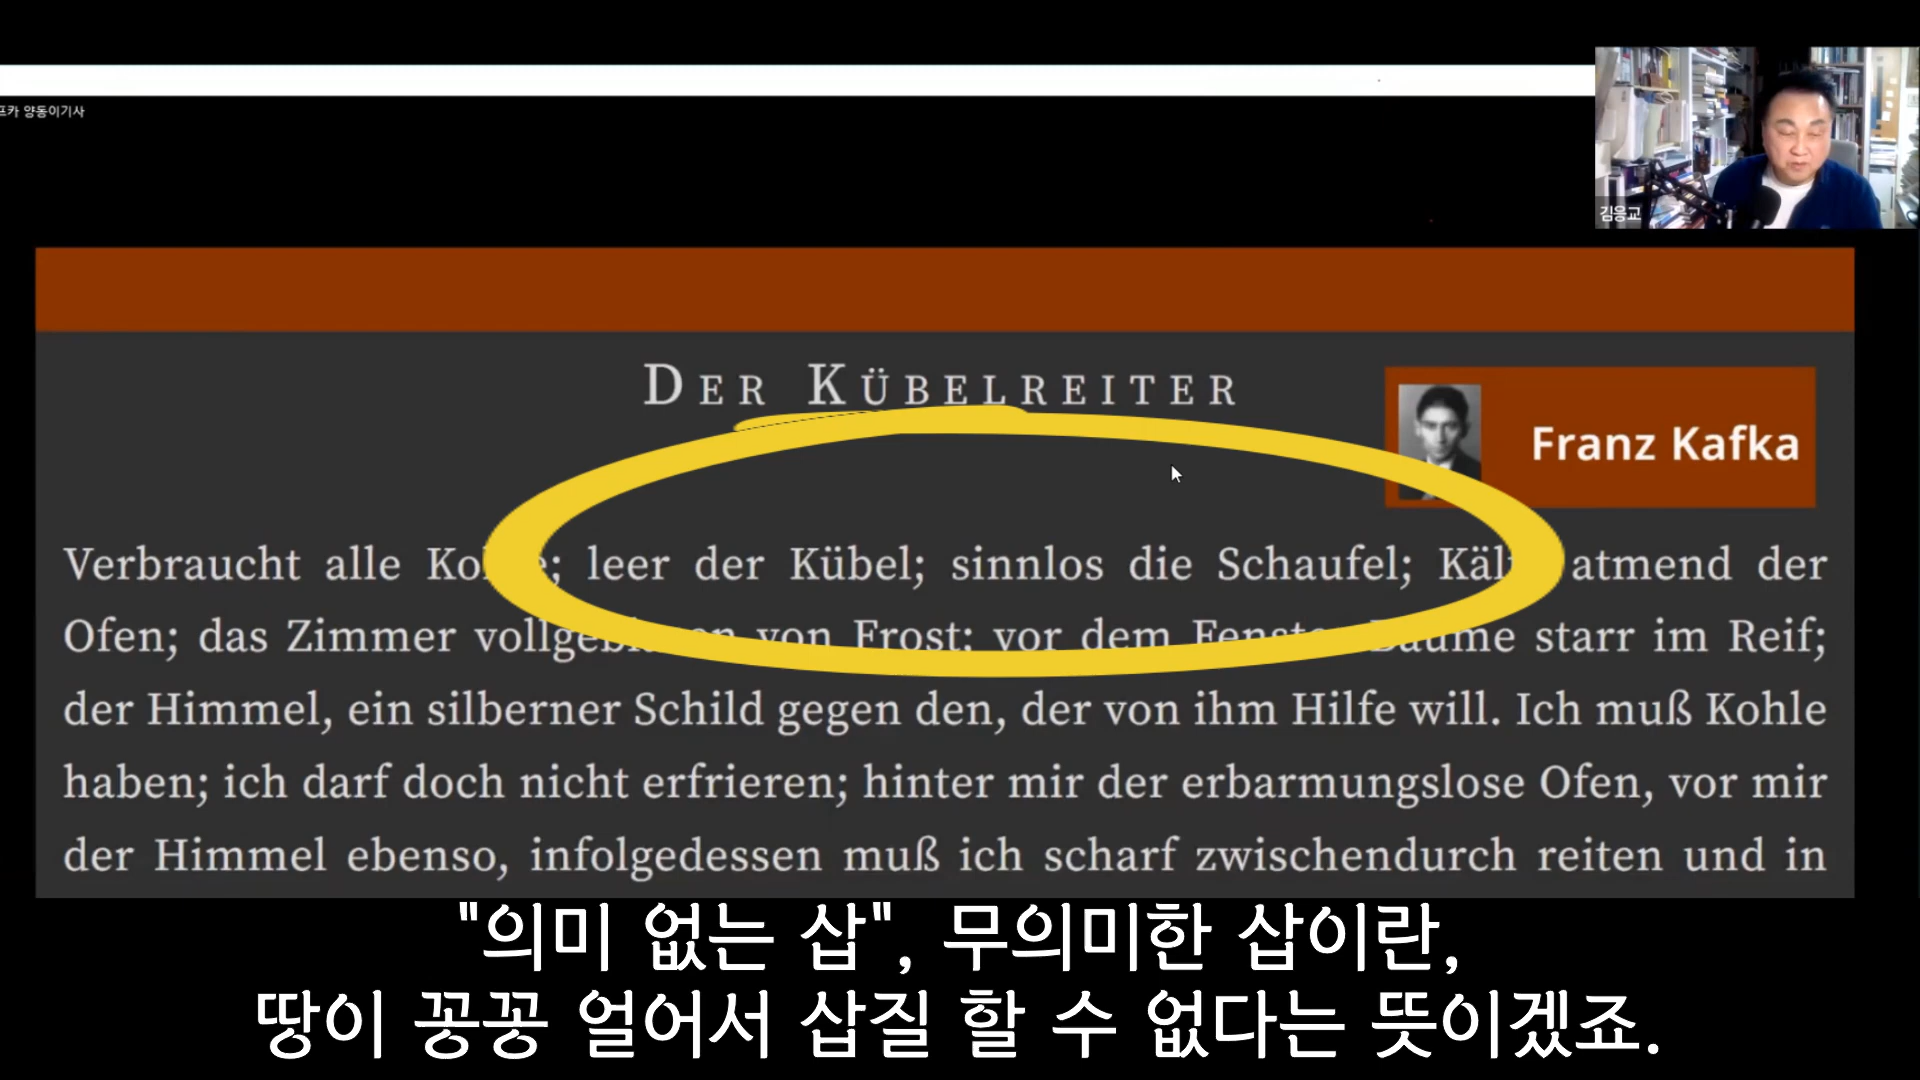 프카 양동이기사
김응교
DER KÜBELREITER
Franz Kafka
Verbraucht alle leer der Kübel; sinnlos die Schaufel; atmend der
Ofen; das Zimmer von Frost; vor dem starr im Reif;
der Himmel, ein silberner Schild gegen den, der von ihm Hilfe will. Ich muß Kohle
haben; ich darf doch nicht erfrieren; hinter mir der erbarmungslose Ofen, vor mir
der Himmel ebenso, infolgedessen muß ich scharf zwischendurch reiten und in
"의미 없는 삽", 무의미한 삽이란,
땅이 꽁꽁 얼어서 삽질 할 수 없다는 뜻이겠죠.